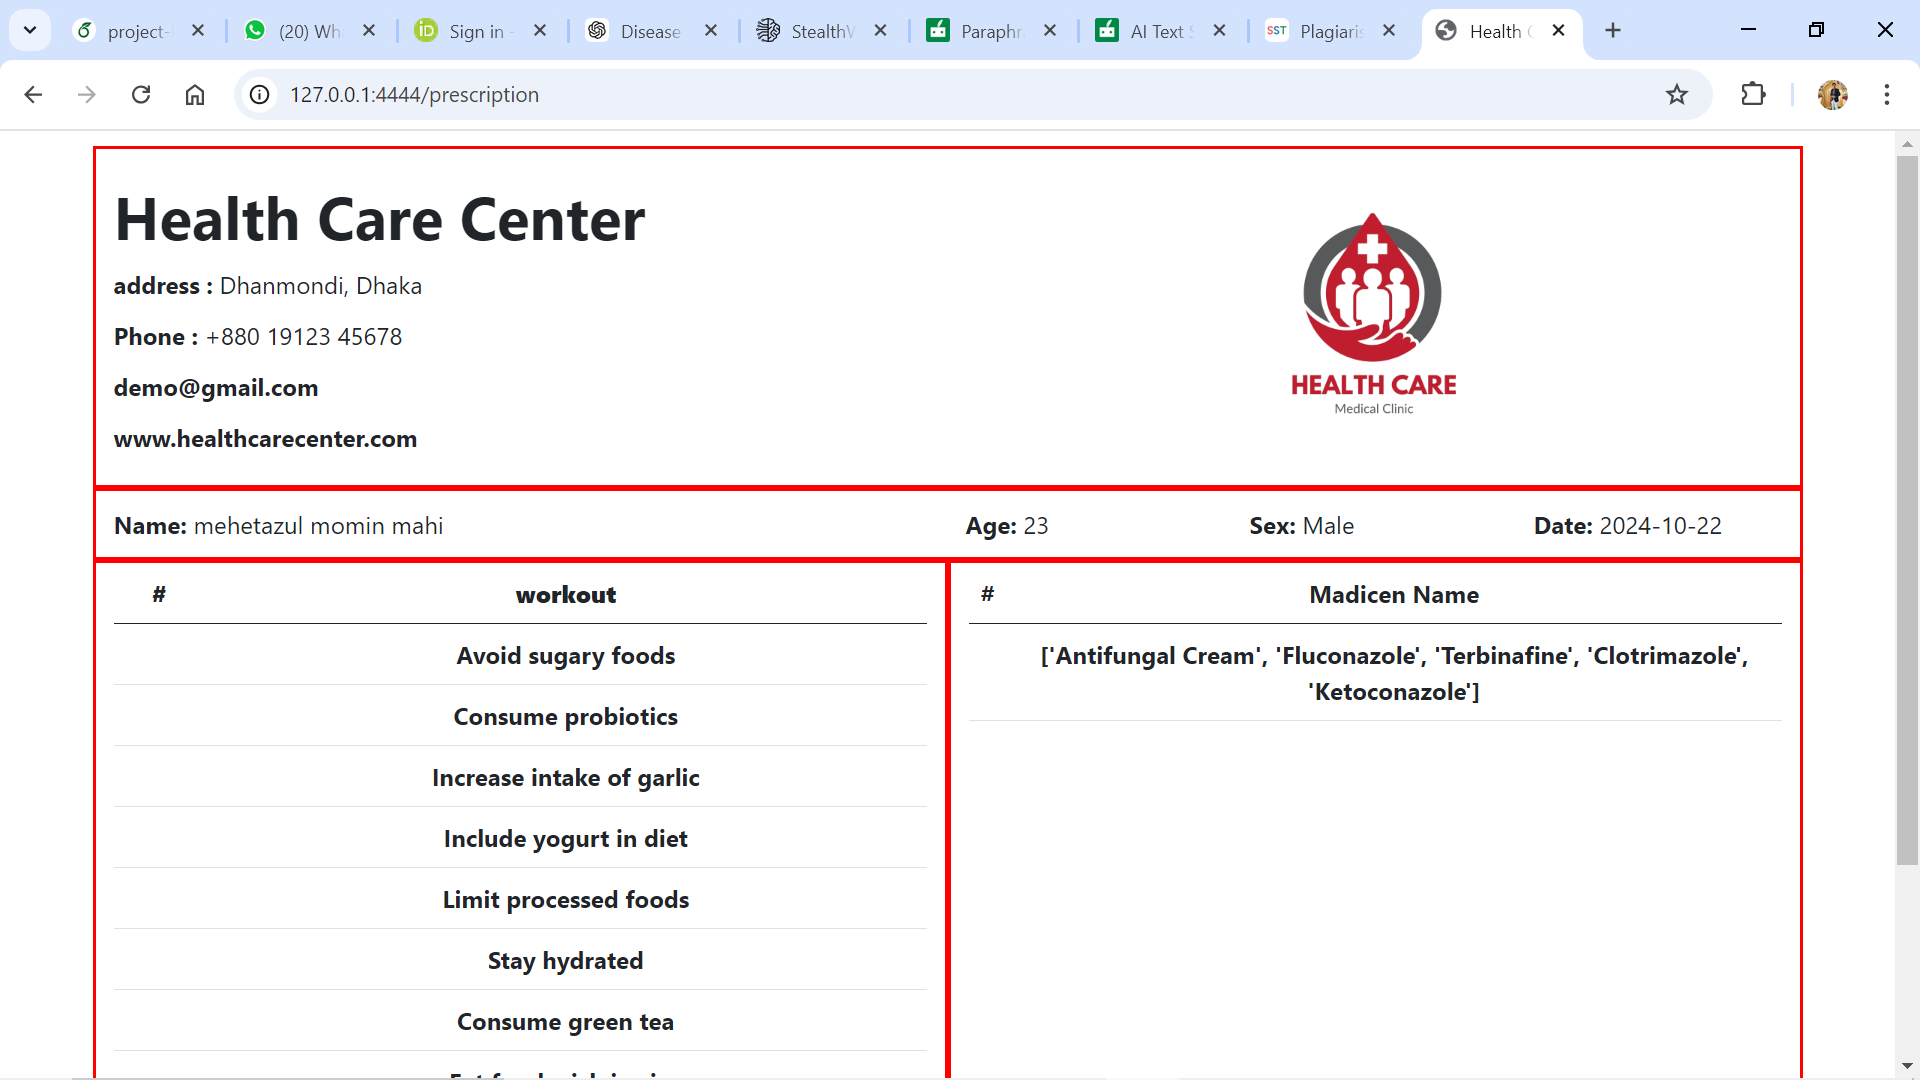 project-
(20) Wh
Sign in -
Disease
StealthV
Paraphr
AI Text S
SST
Plagiaris
Health C
127.0.0.1:4444/prescription
Health Care Center
address : Dhanmondi, Dhaka
Phone : +880 19123 45678
demo@gmail.com
www.healthcarecenter.com
HEALTH CARE
Medical Clinic
Name: mehetazul momin mahi
Age: 23
Sex: Male
Date: 2024-10-22
# workout
Avoid sugary foods
Consume probiotics
Increase intake of garlic
Include yogurt in diet
Limit processed foods
Stay hydrated
Consume green tea
# Madicen Name
['Antifungal Cream', 'Fluconazole', 'Terbinafine', 'Clotrimazole',
'Ketoconazole']